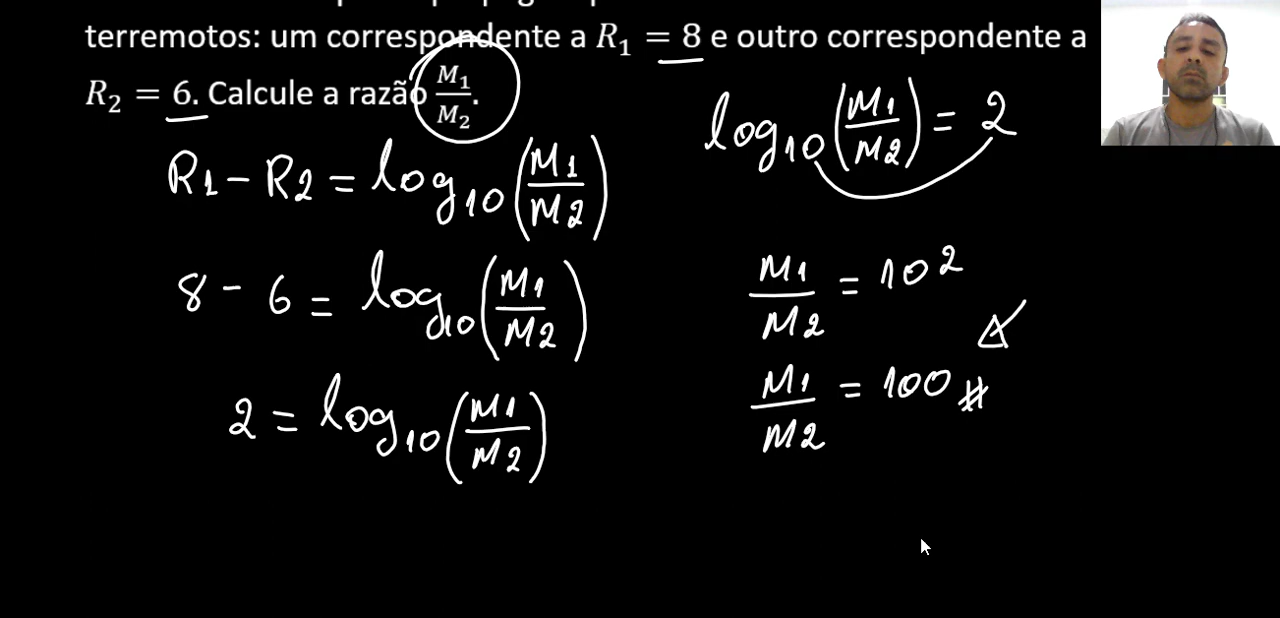 terremotos: um correspondente a R₁ = 8 e outro correspondente a
R₂ = 6. Calcule a razão M₁/M₂.
R1 - R2 = log10(M1/M2)
8 - 6 = log10(M1/M2)
2 = log10(M1/M2)
log10(M1/M2) = 2
M1/M2 = 10²
M1/M2 = 100 #